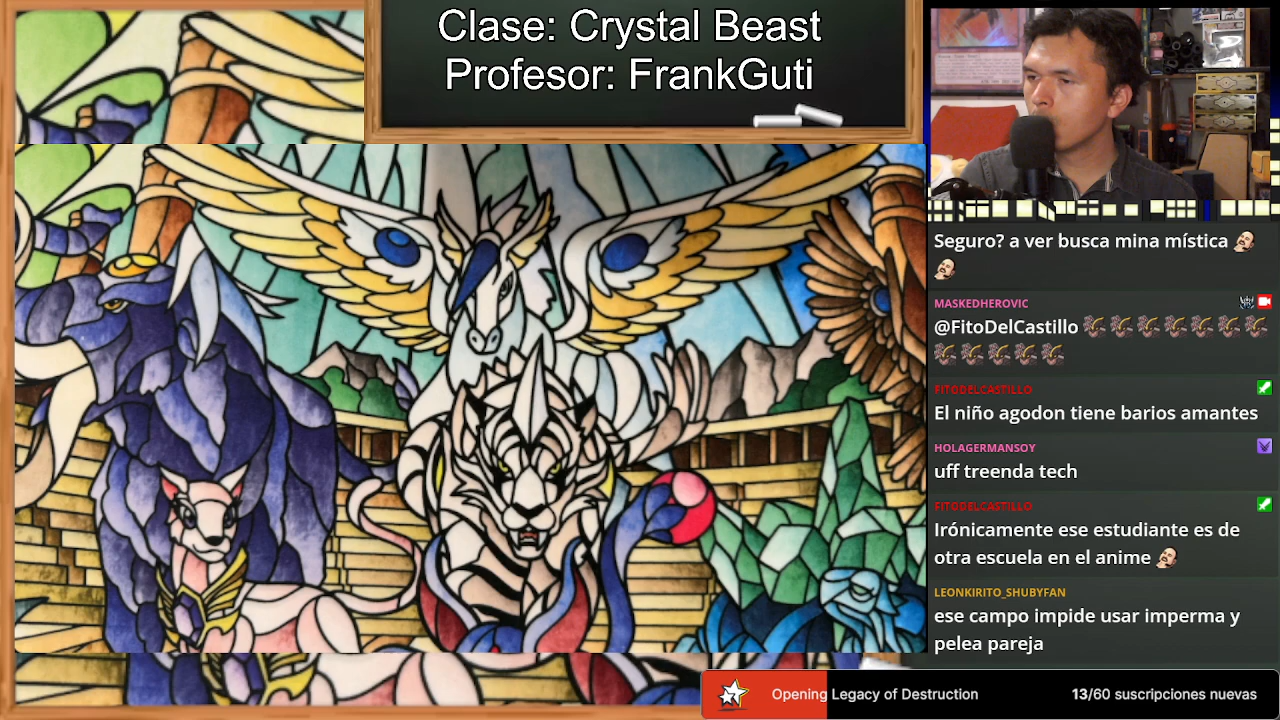 Clase: Crystal Beast
Profesor: FrankGuti
Seguro? a ver busca mina mística
MASKEDHEROVIC
@FitoDelCastillo
FITODELCASTILLO
El niño agodon tiene barios amantes
HOLAGERMANSOY
uff treenda tech
FITODELCASTILLO
Irónicamente ese estudiante es de
otra escuela en el anime
LEONKIRITO_SHUBYFAN
ese campo impide usar imperma y
pelea pareja
Opening Legacy of Destruction 13/60 suscripciones nuevas